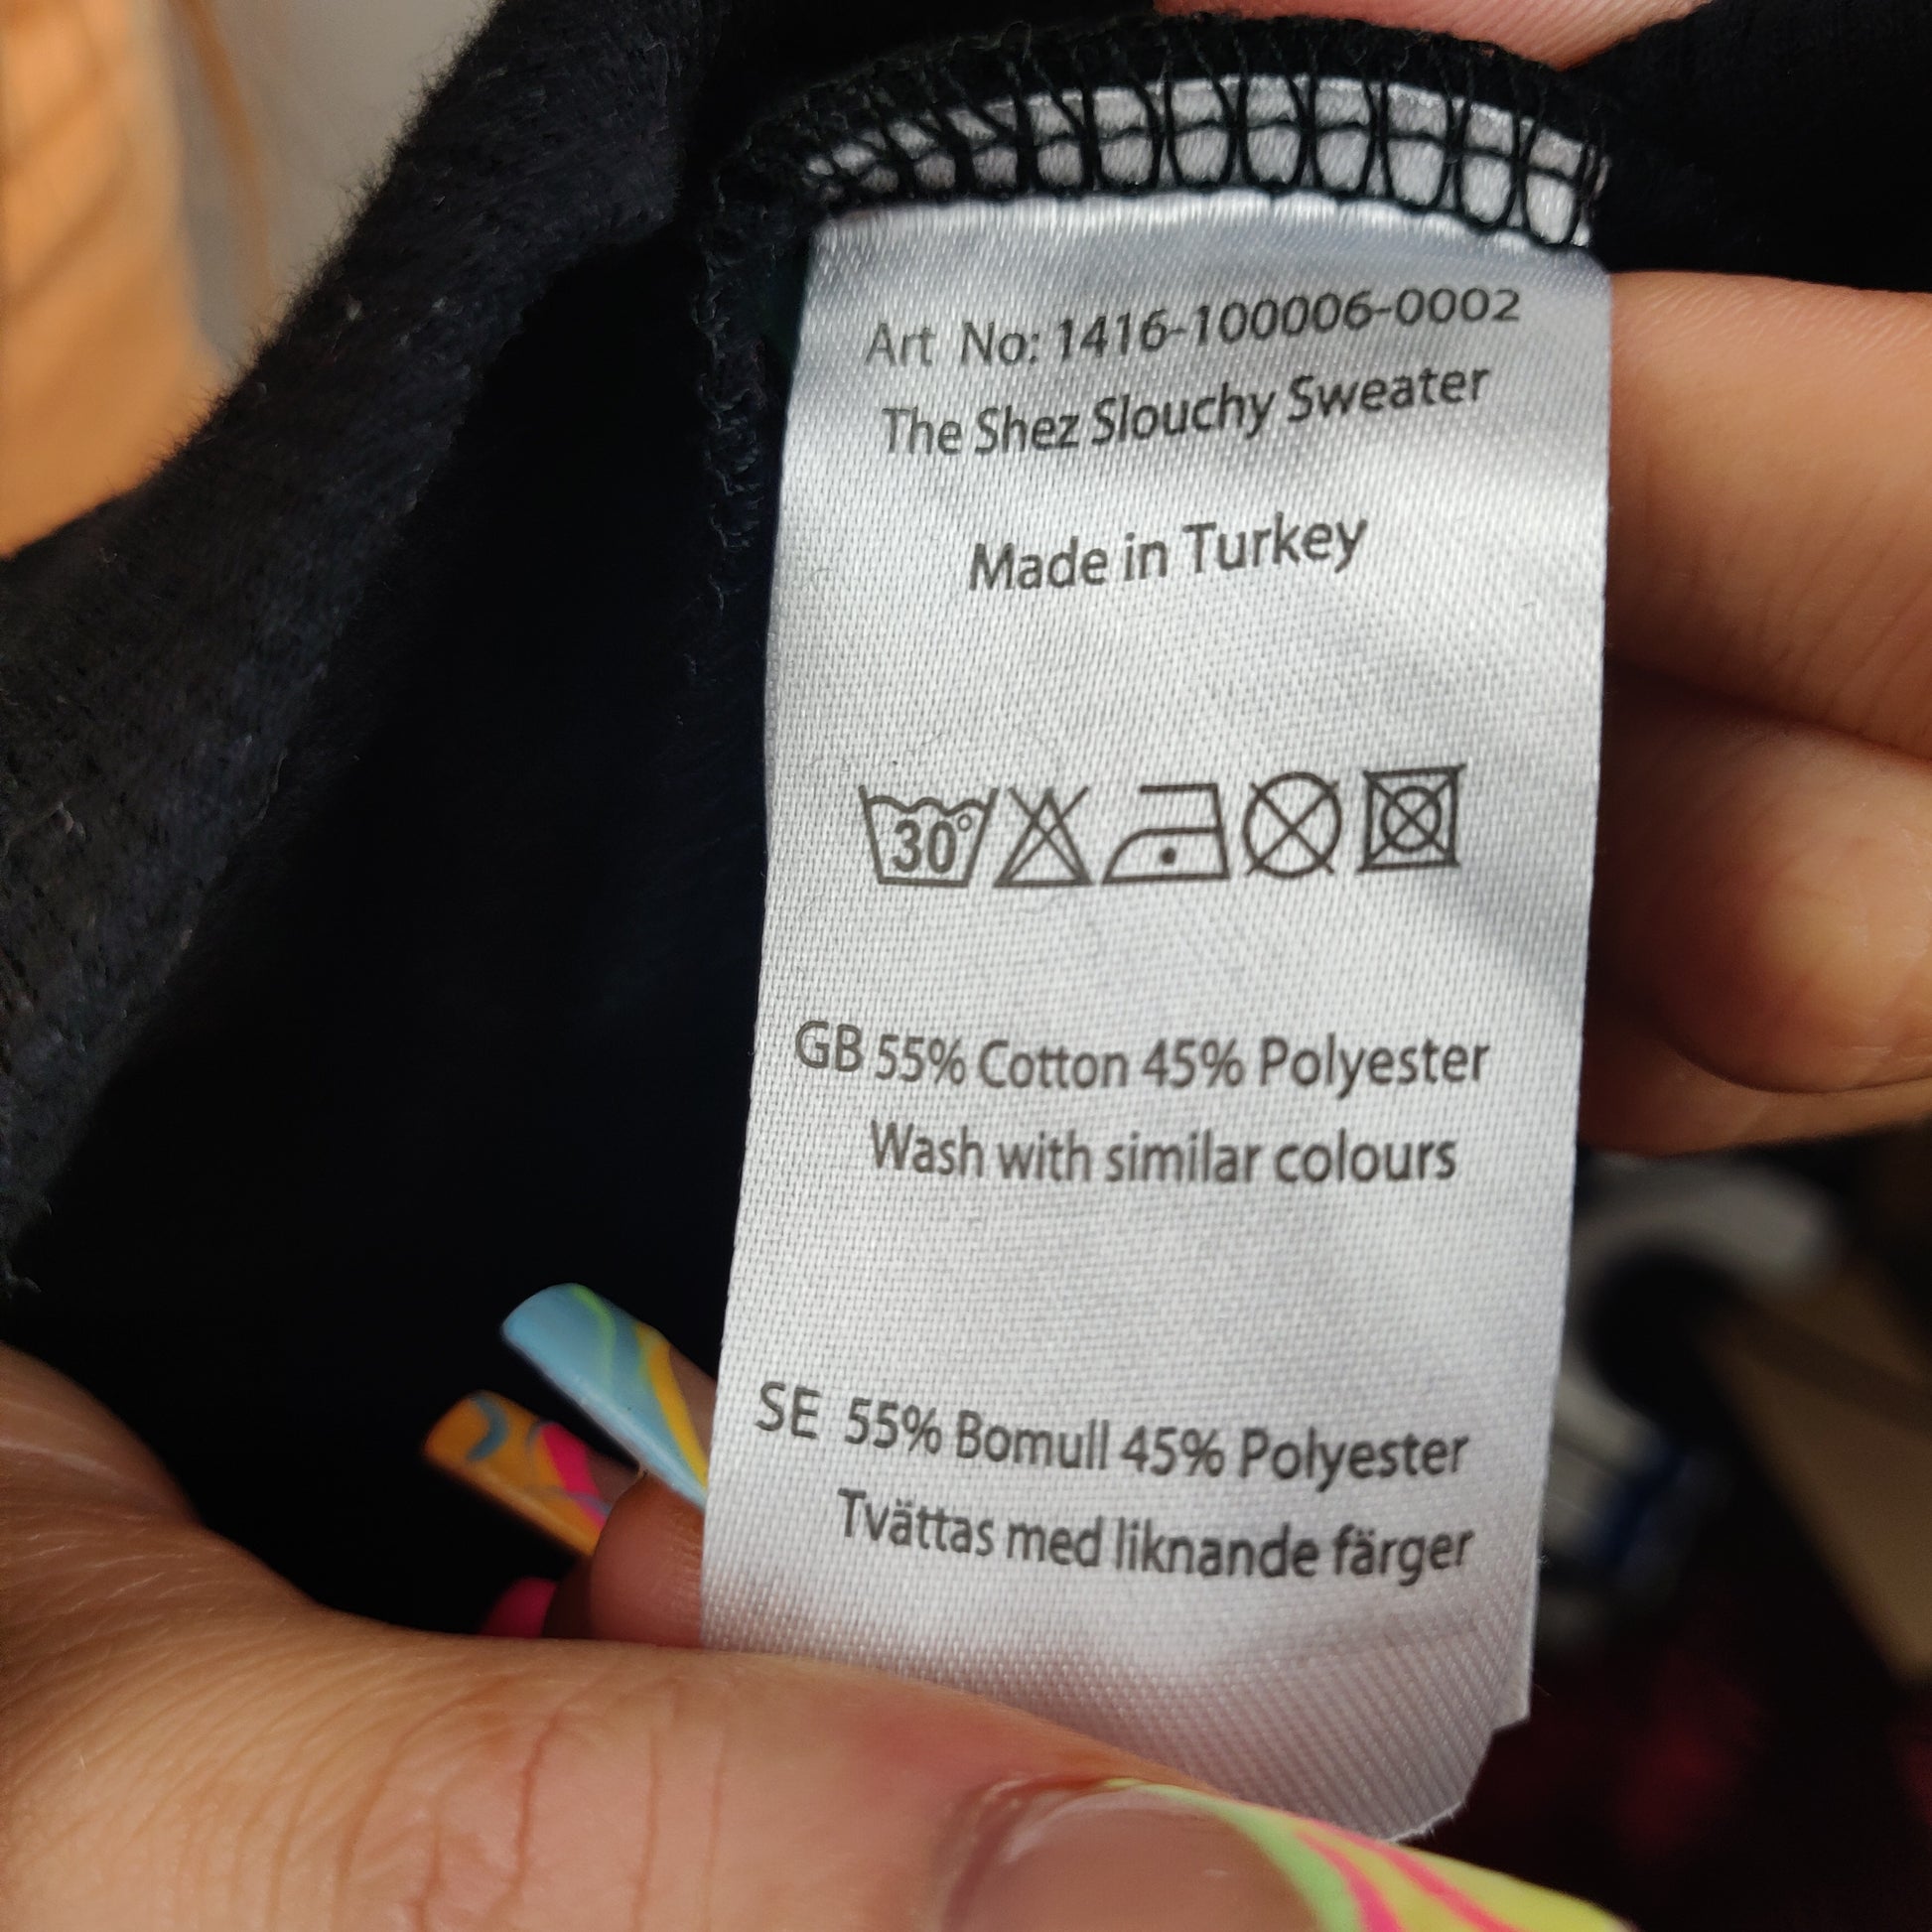 Art No: 1416-100006-0002
The Shez Slouchy Sweater
Made in Turkey
30°
GB 55% Cotton 45% Polyester
Wash with similar colours
SE 55% Bomull 45% Polyester
Tvättas med liknande färger